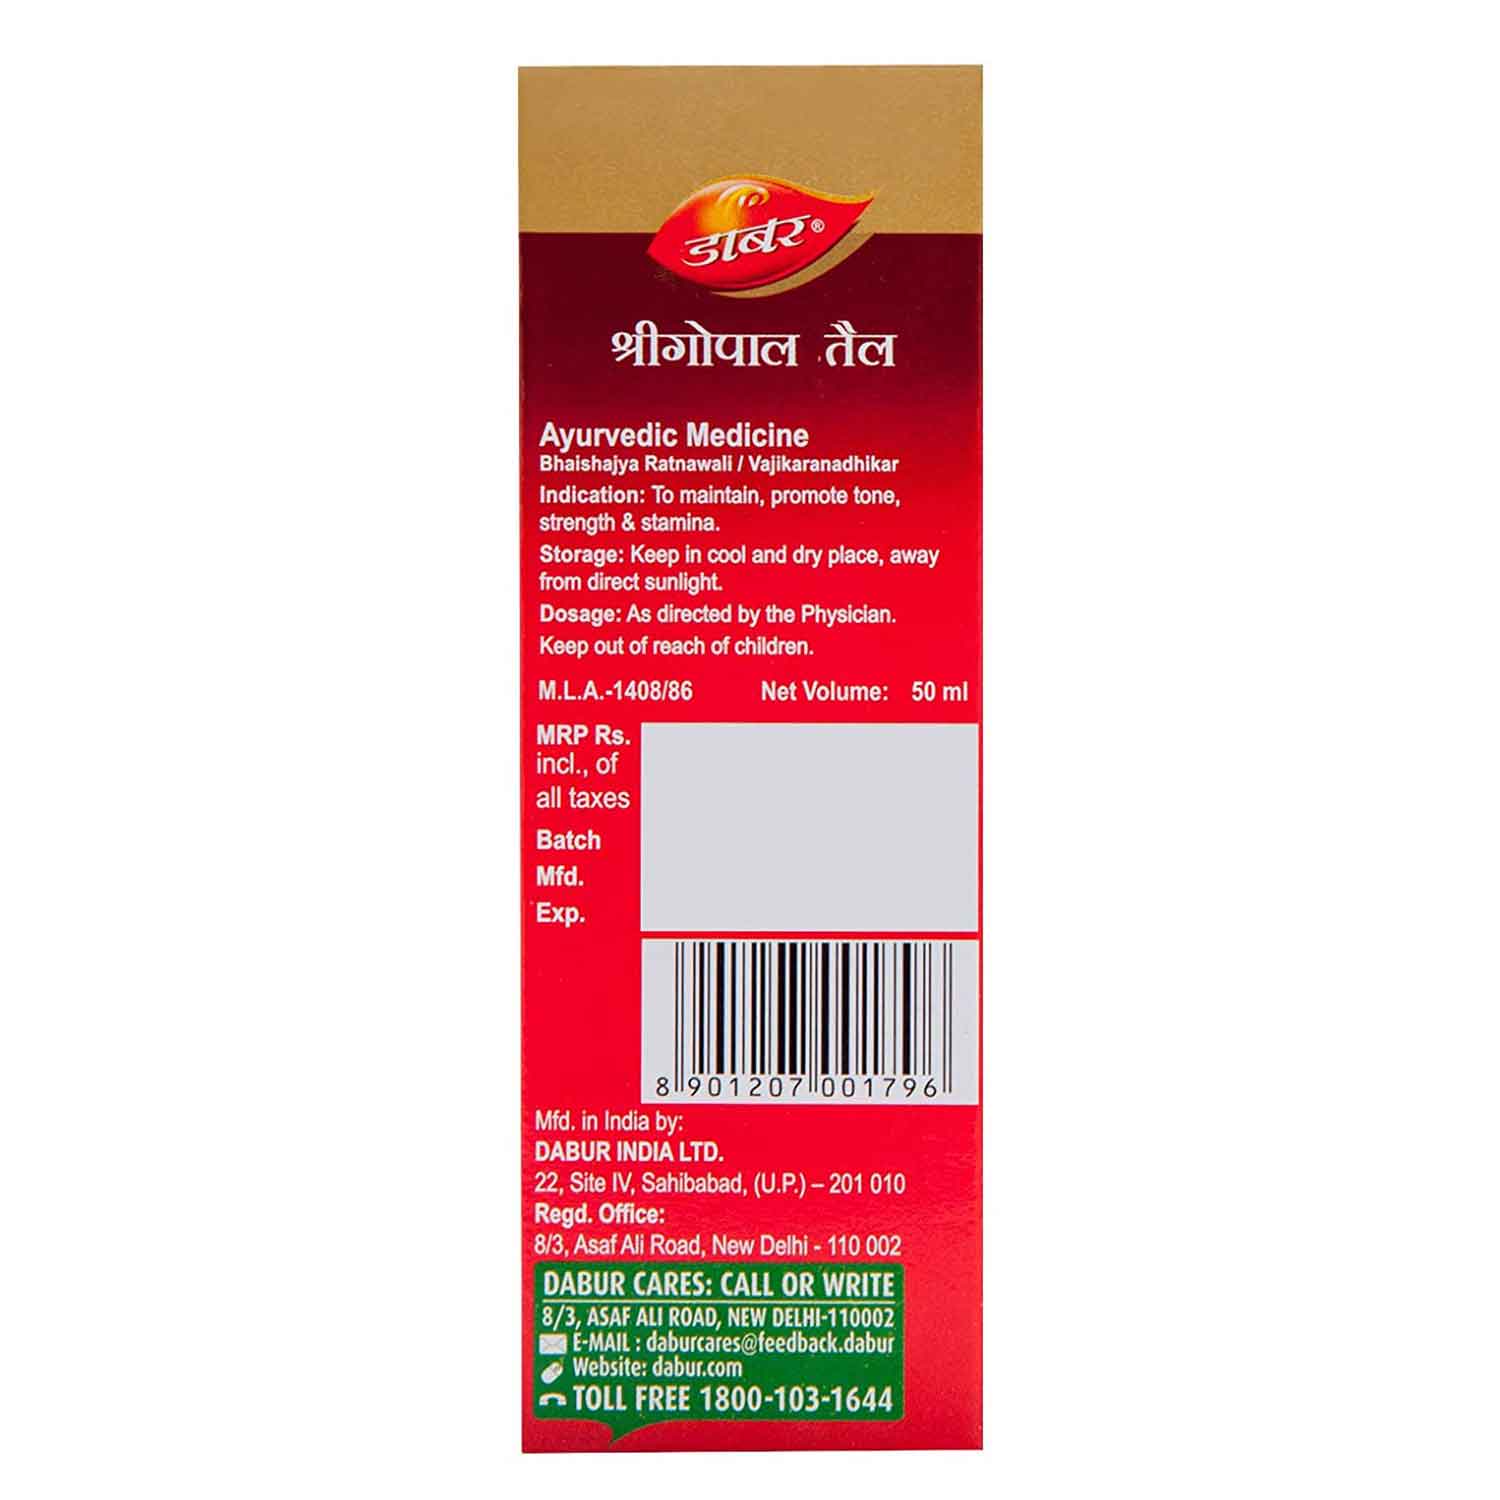 डाबर®
श्रीगोपाल तैल
Ayurvedic Medicine
Bhaishajya Ratnawali / Vajikaranadhikar
Indication: To maintain, promote tone,
strength & stamina.
Storage: Keep in cool and dry place, away
from direct sunlight.
Dosage: As directed by the Physician.
Keep out of reach of children.
M.L.A.-1408/86 Net Volume: 50 ml
MRP Rs.
incl., of
all taxes
Batch
Mfd.
Exp.
8 901207 001796
Mfd. in India by:
DABUR INDIA LTD.
22, Site IV, Sahibabad, (U.P.) – 201 010
Regd. Office:
8/3, Asaf Ali Road, New Delhi - 110 002
DABUR CARES: CALL OR WRITE
8/3, ASAF ALI ROAD, NEW DELHI-110002
E-MAIL : daburcares@feedback.dabur
Website: dabur.com
TOLL FREE 1800-103-1644